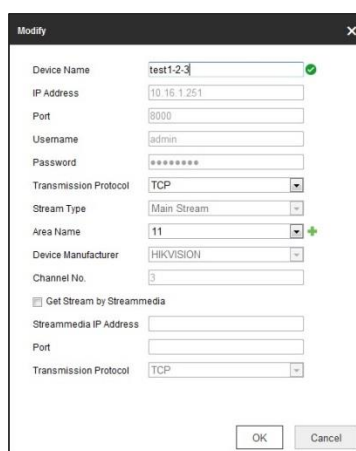 Modify
Device Name test1-2-3
IP Address 10.16.1.251
Port 8000
Username admin
Password ●●●●●●●●
Transmission Protocol TCP
Stream Type Main Stream
Area Name 11
Device Manufacturer HIKVISION
Channel No. 3
Get Stream by Streammedia
Streammedia IP Address
Port
Transmission Protocol TCP
OK Cancel